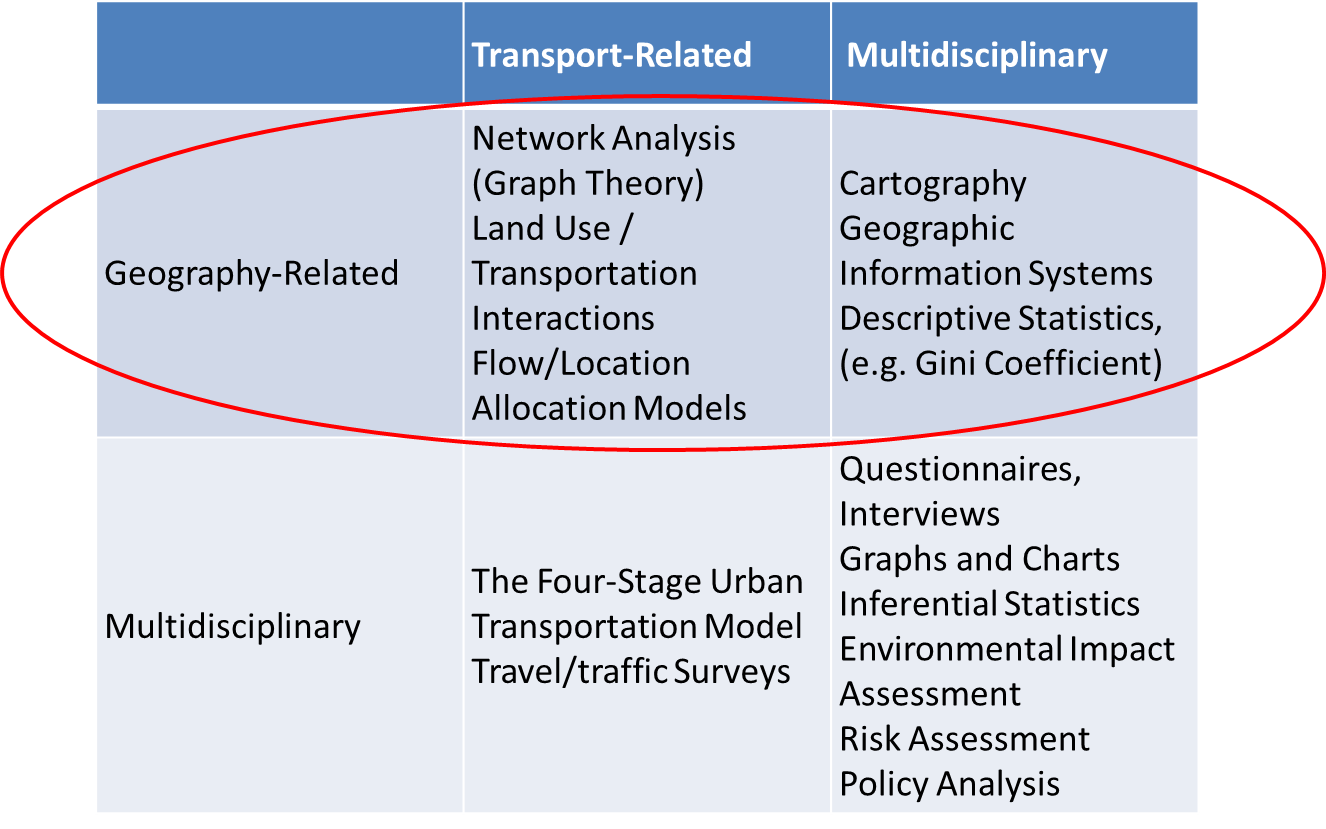 Transport-Related
Multidisciplinary
Geography-Related
Network Analysis
(Graph Theory)
Land Use /
Transportation
Interactions
Flow/Location
Allocation Models
Cartography
Geographic
Information Systems
Descriptive Statistics,
(e.g. Gini Coefficient)
Multidisciplinary
The Four-Stage Urban
Transportation Model
Travel/traffic Surveys
Questionnaires,
Interviews
Graphs and Charts
Inferential Statistics
Environmental Impact
Assessment
Risk Assessment
Policy Analysis